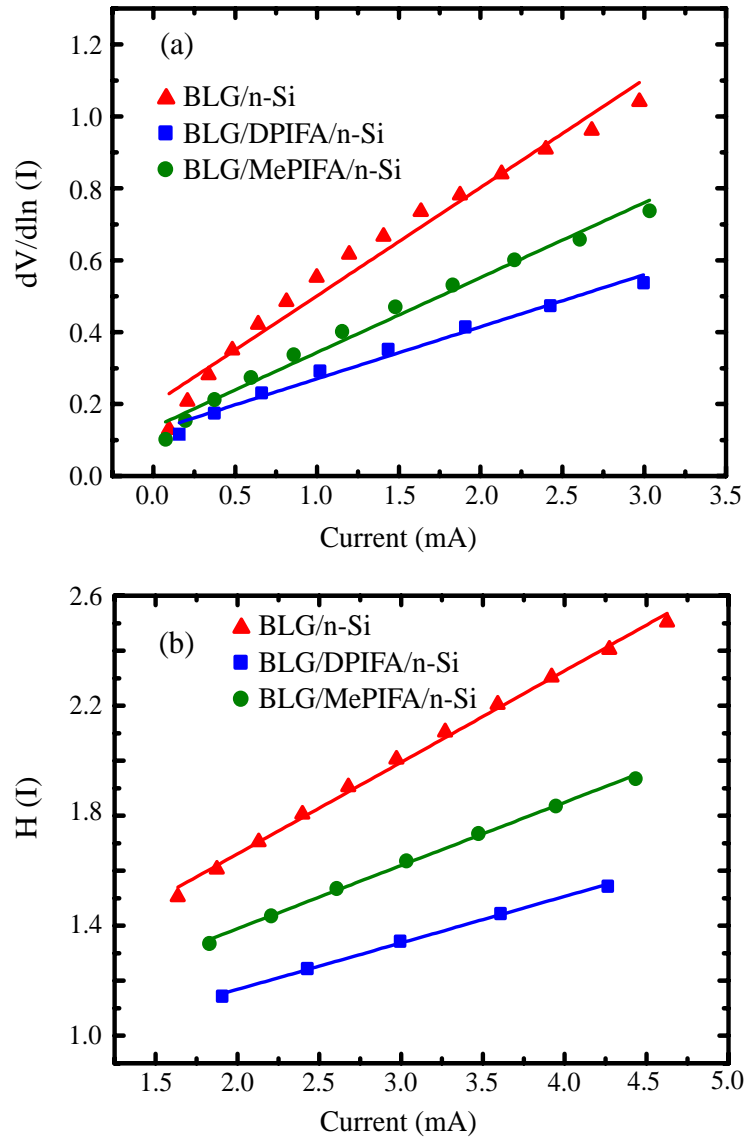 (a)
BLG/n-Si
BLG/DPIFA/n-Si
BLG/MePIFA/n-Si
dV/dln (I)
1.2
1.0
0.8
0.6
0.4
0.2
0.0
0.0 0.5 1.0 1.5 2.0 2.5 3.0 3.5
Current (mA)
(b)
BLG/n-Si
BLG/DPIFA/n-Si
BLG/MePIFA/n-Si
H (I)
2.6
2.2
1.8
1.4
1.0
1.5 2.0 2.5 3.0 3.5 4.0 4.5 5.0
Current (mA)